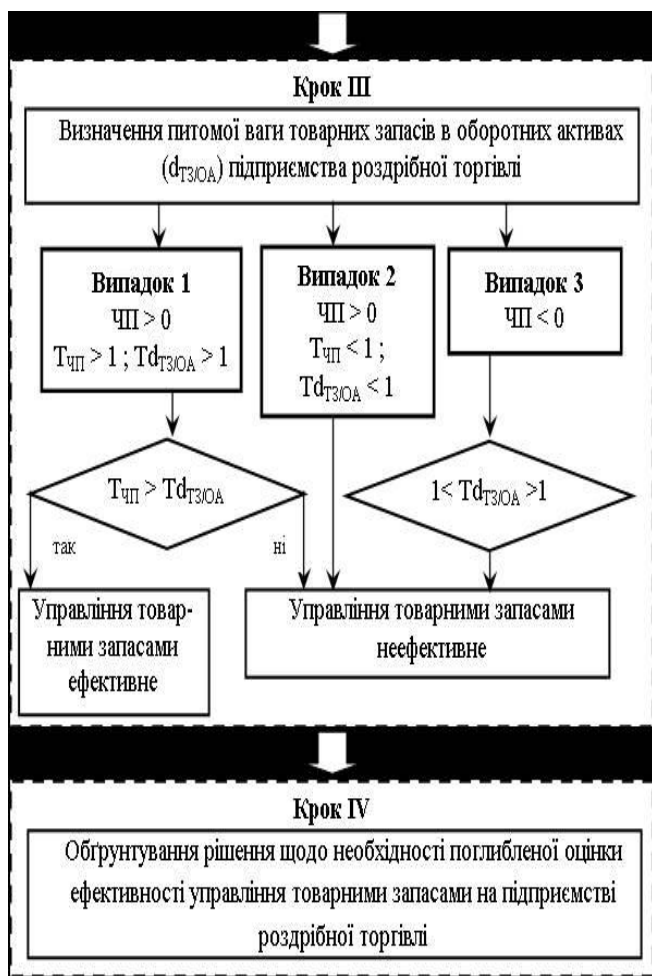 Крок III
Визначення питомої ваги товарних запасів в оборотних активах
(dТЗ/ОА) підприємства роздрібної торгівлі
Випадок 1
ЧП > 0
ТЧП > 1 ; TdТЗ/ОА > 1
Випадок 2
ЧП > 0
ТЧП < 1 ;
TdТЗ/ОА < 1
Випадок 3
ЧП < 0
ТЧП > TdТЗ/ОА
1< TdТЗ/ОА >1
так
ні
Управління товар-
ними запасами
ефективне
Управління товарними запасами
неефективне
Крок IV
Обґрунтування рішення щодо необхідності поглибленої оцінки
ефективності управління товарними запасами на підприємстві
роздрібної торгівлі